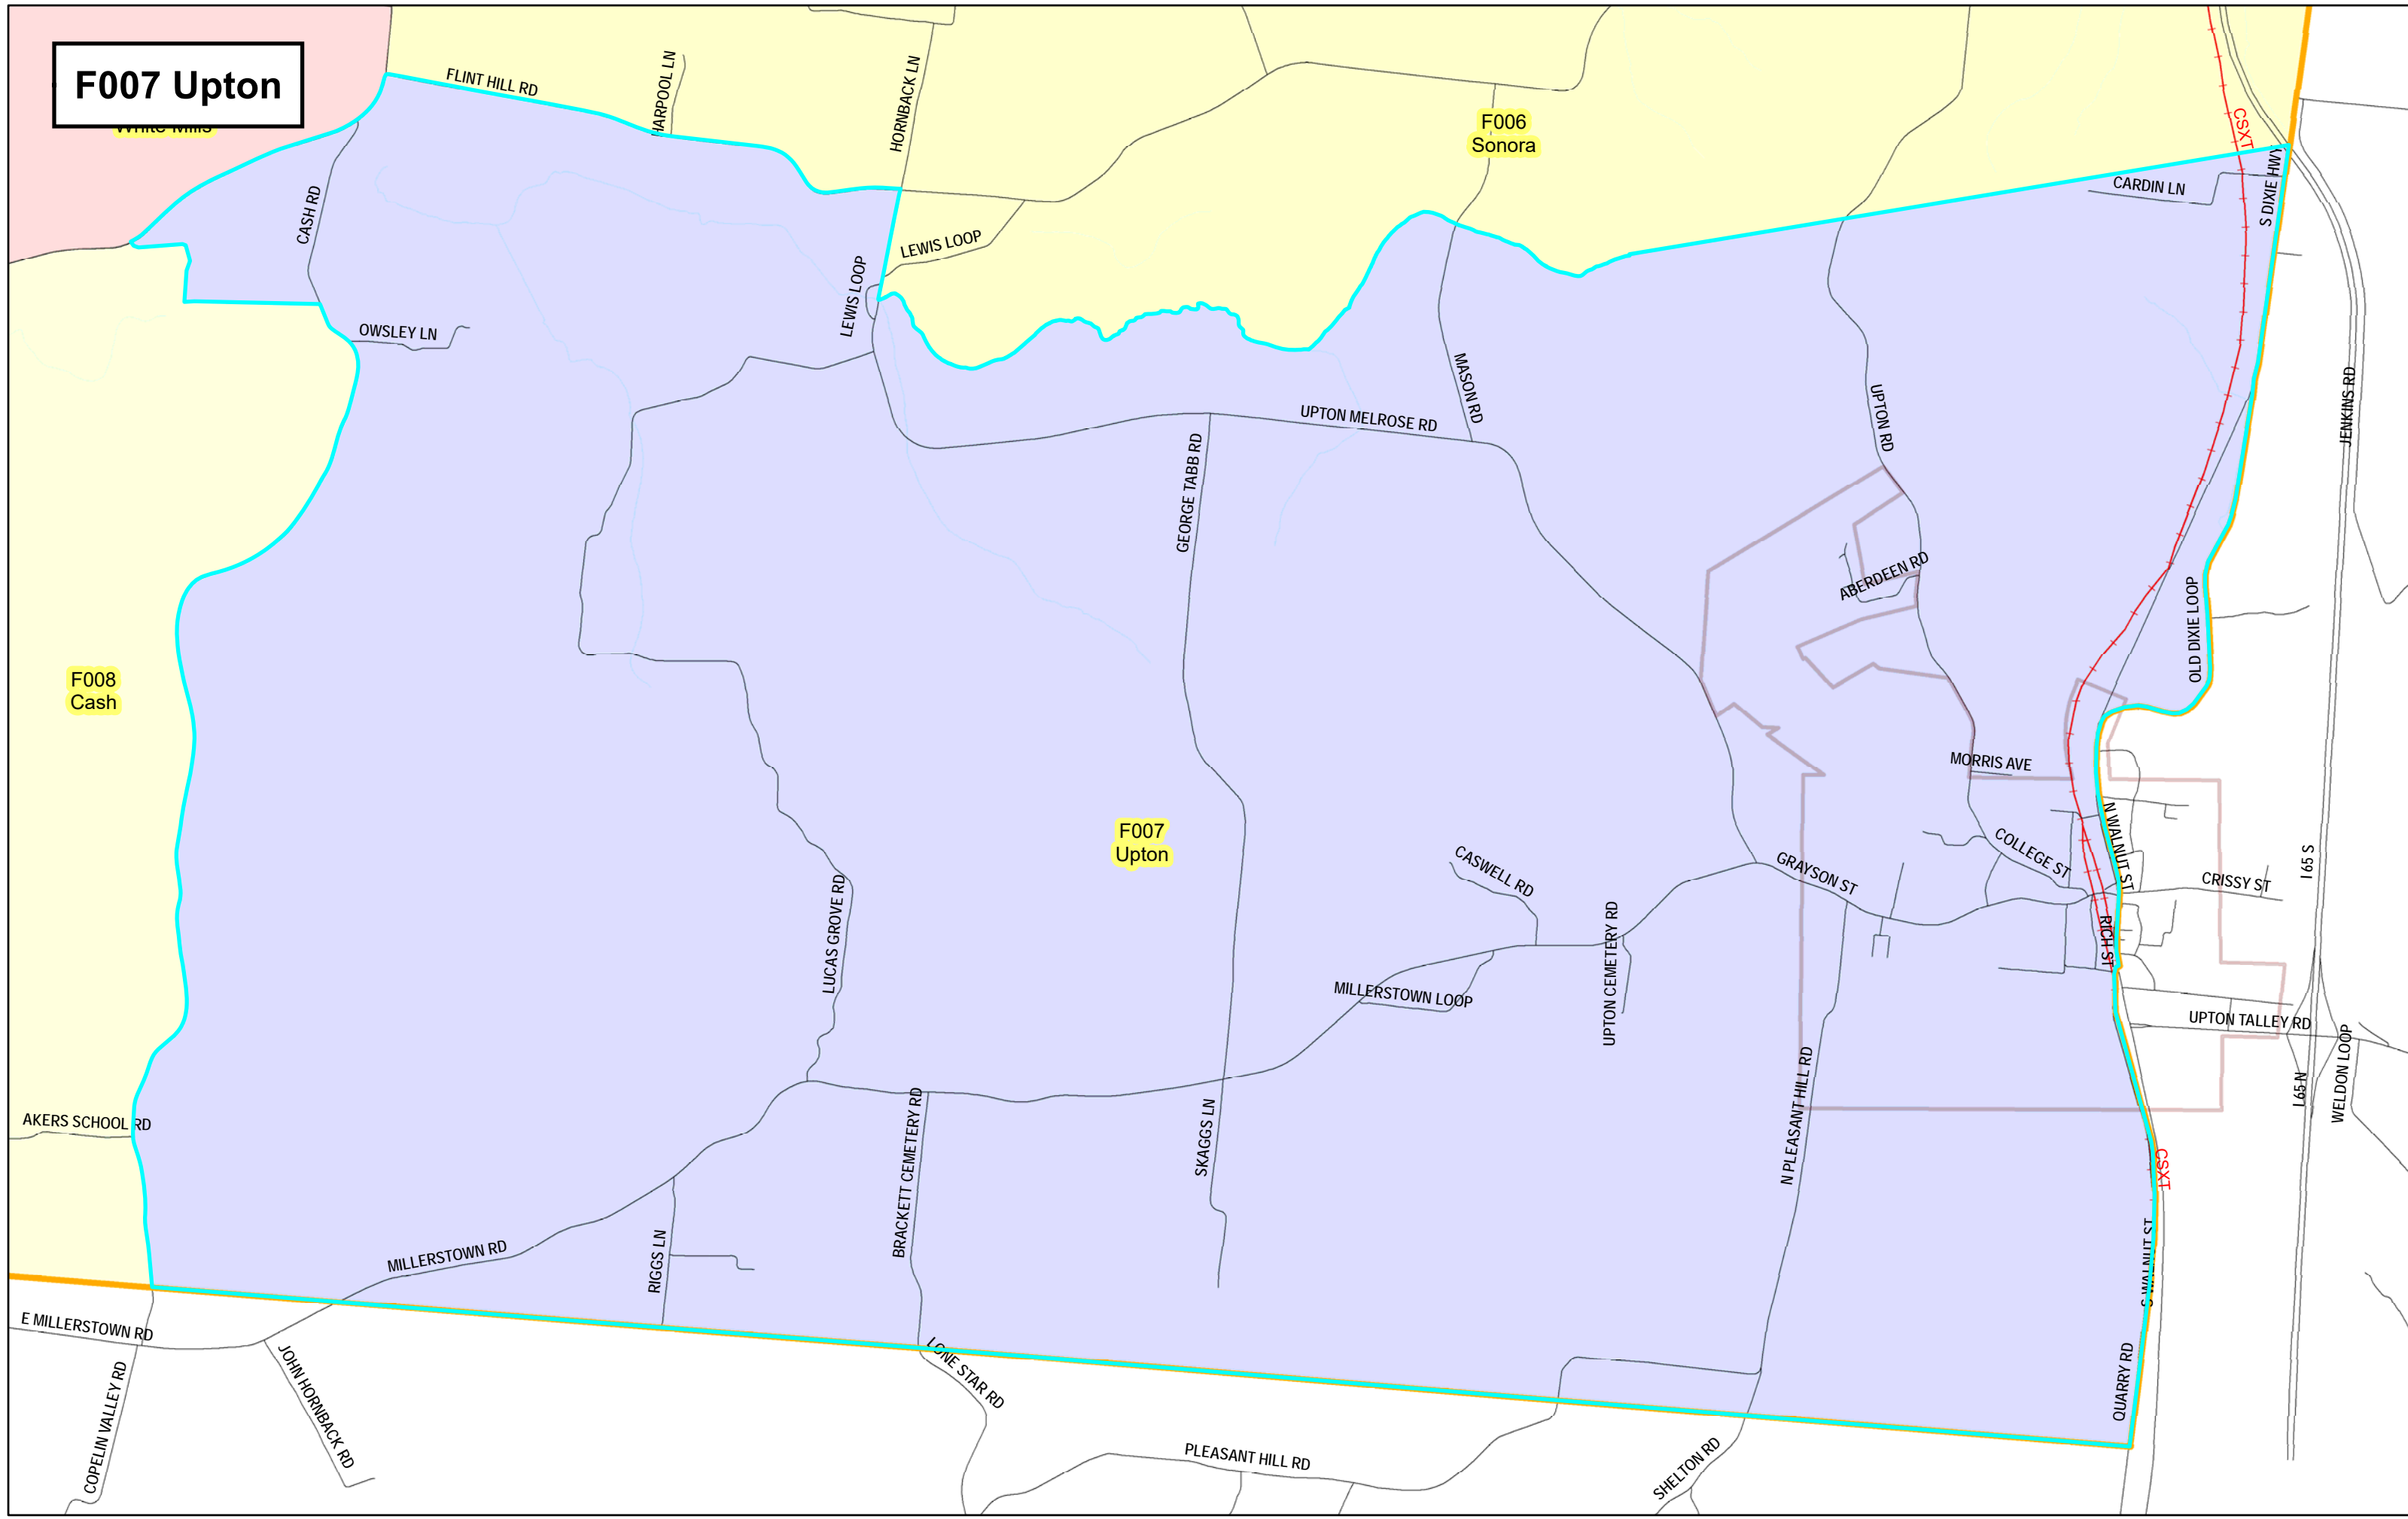 F007 Upton
White Mills
FLINT HILL RD
HARPOOL LN
HORNBACK LN
F006
Sonora
CSXT
S DIXIE HWY
CARDIN LN
CASH RD
LEWIS LOOP
LEWIS LOOP
OWSLEY LN
MASON RD
UPTON RD
JENKINS RD
UPTON MELROSE RD
GEORGE TABB RD
ABERDEEN RD
OLD DIXIE LOOP
F008
Cash
MORRIS AVE
F007
Upton
N WALNUT ST
COLLEGE ST
CASWELL RD
GRAYSON ST
CRISSY ST
I 65 S
LUCAS GROVE RD
UPTON CEMETERY RD
RICH ST
MILLERSTOWN LOOP
UPTON TALLEY RD
WELDON LOOP
I 65 N
AKERS SCHOOL RD
SKAGGS LN
N PLEASANT HILL RD
BRACKETT CEMETERY RD
CSXT
MILLERSTOWN RD
RIGGS LN
S WALNUT ST
E MILLERSTOWN RD
LONE STAR RD
QUARRY RD
JOHN HORNBACK RD
COPELIN VALLEY RD
PLEASANT HILL RD
SHELTON RD